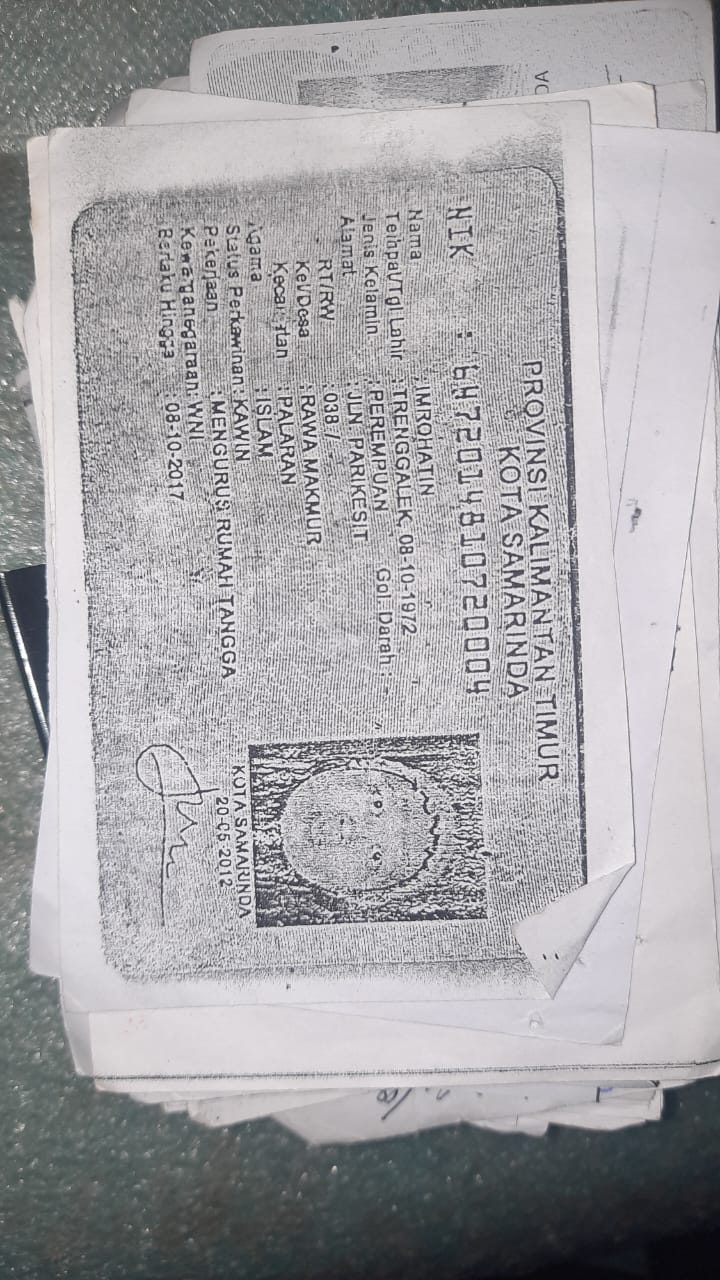 PROVINSI KALIMANTAN TIMUR
KOTA SAMARINDA
NIK : 6472014810720004
Nama : IMROHATIN
Tempat/Tgl Lahir : TRENGGALEK, 08-10-1972
Jenis Kelamin : PEREMPUAN Gol. Darah : -
Alamat : JLN. PARIKESIT
RT/RW : 038/
Kel/Desa : RAWA MAKMUR
Kecamatan : PALARAN
Agama : ISLAM
Status Perkawinan : KAWIN
Pekerjaan : MENGURUS RUMAH TANGGA
Kewarganegaraan: WNI
Berlaku Hingga : 08-10-2017
KOTA SAMARINDA
20-05-2012